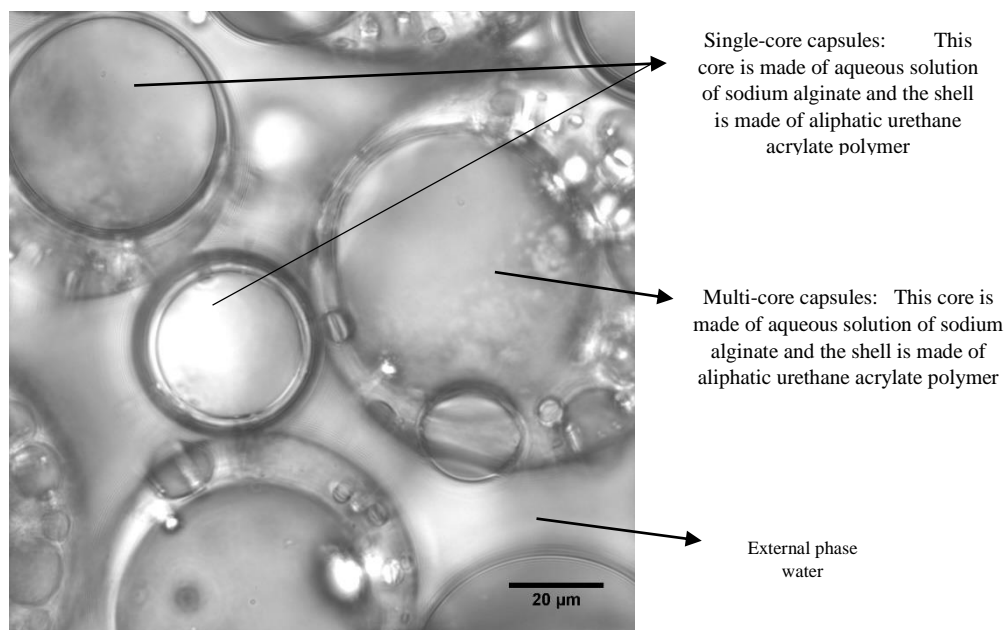 Single-core capsules: This
core is made of aqueous solution
of sodium alginate and the shell
is made of aliphatic urethane
acrylate polymer
Multi-core capsules: This core is
made of aqueous solution of sodium
alginate and the shell is made of
aliphatic urethane acrylate polymer
External phase
water
20 µm